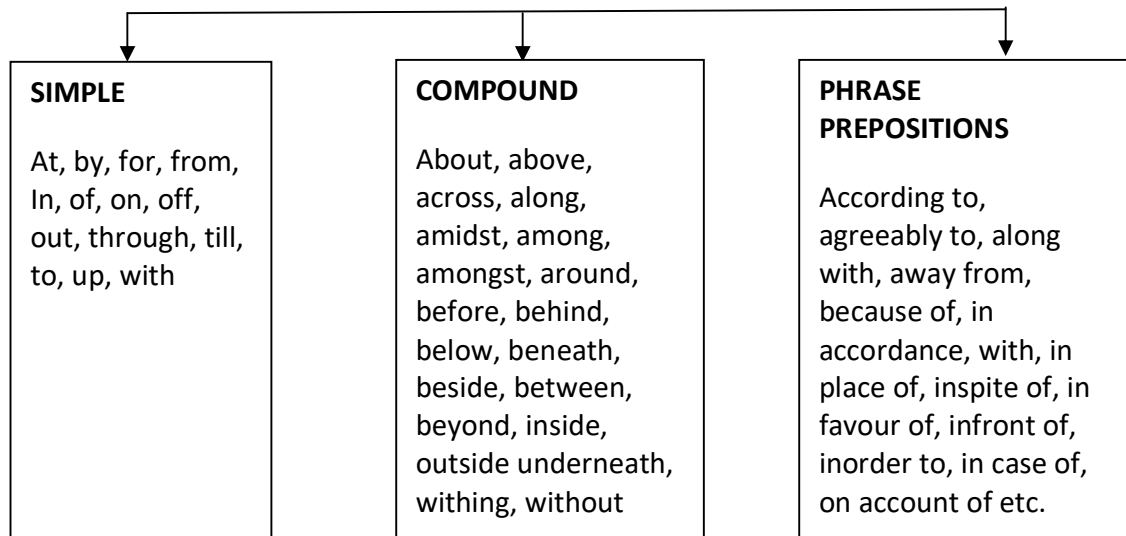 SIMPLE
At, by, for, from,
In, of, on, off,
out, through, till,
to, up, with
COMPOUND
About, above,
across, along,
amidst, among,
amongst, around,
before, behind,
below, beneath,
beside, between,
beyond, inside,
outside underneath,
withing, without
PHRASE
PREPOSITIONS
According to,
agreeably to, along
with, away from,
because of, in
accordance, with, in
place of, inspite of, in
favour of, infront of,
inorder to, in case of,
on account of etc.